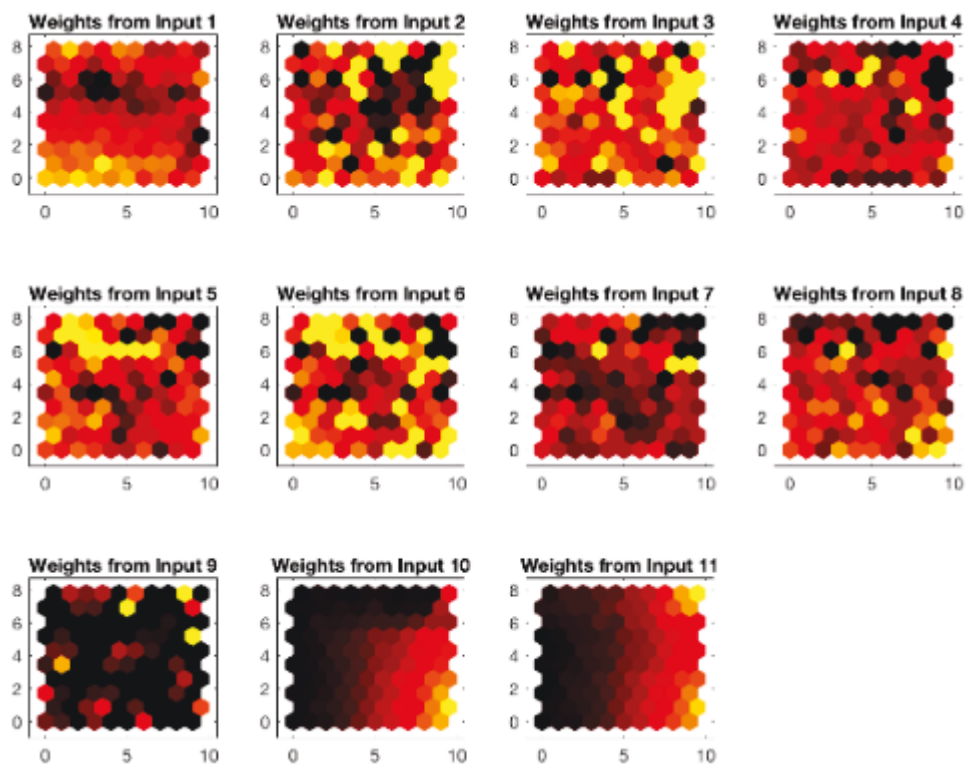 Weights from Input 1 Weights from Input 2 Weights from Input 3 Weights from Input 4
8 8 8 8
6 6 6 6
4 4 4 4
2 2 2 2
0 0 0 0
0 5 10 0 5 10 0 5 10 0 5 10
Weights from Input 5 Weights from Input 6 Weights from Input 7 Weights from Input 8
8 8 8 8
6 6 6 6
4 4 4 4
2 2 2 2
0 0 0 0
0 5 10 0 5 10 0 5 10 0 5 10
Weights from Input 9 Weights from Input 10 Weights from Input 11
8 8 8
6 6 6
4 4 4
2 2 2
0 0 0
0 5 10 0 5 10 0 5 10